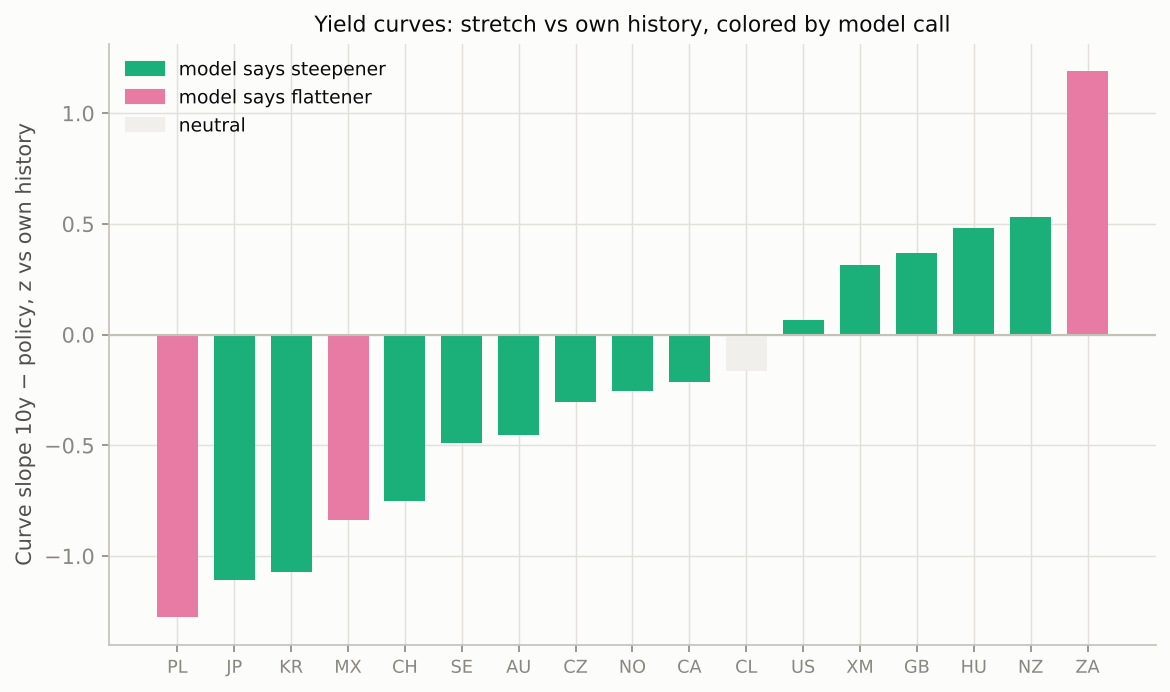 Yield curves: stretch vs own history, colored by model call
model says steepener
model says flattener
neutral
Curve slope 10y − policy, z vs own history
1.0
0.5
0.0
−0.5
−1.0
PL JP KR MX CH SE AU CZ NO CA CL US XM GB HU NZ ZA